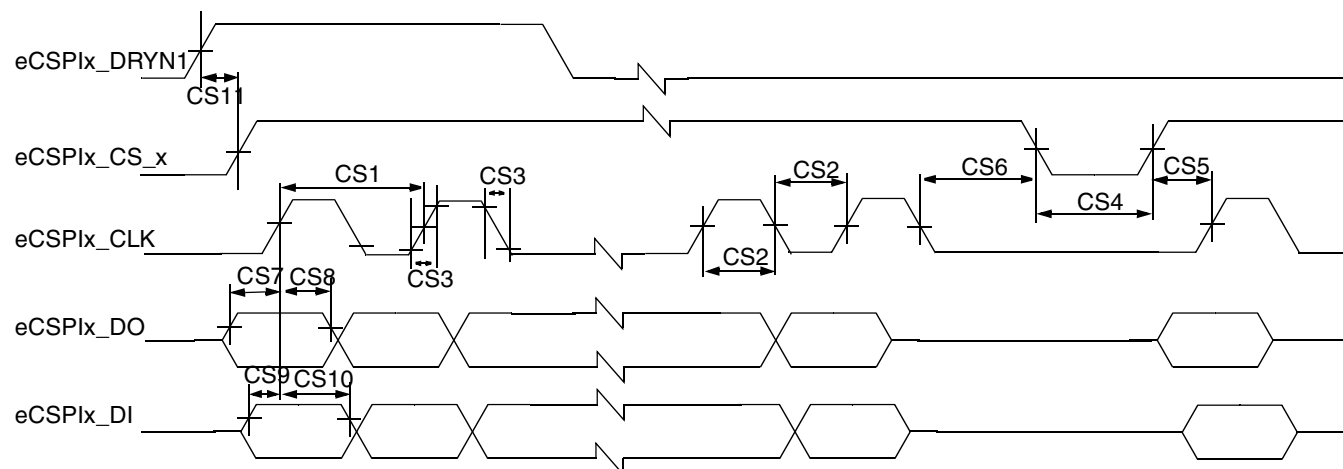 eCSPIx_DRYN1
CS11
eCSPIx_CS_x
CS1
CS3
CS2
CS6
CS5
CS4
eCSPIx_CLK
CS3
CS2
CS7
CS8
eCSPIx_DO
CS9
CS10
eCSPIx_DI